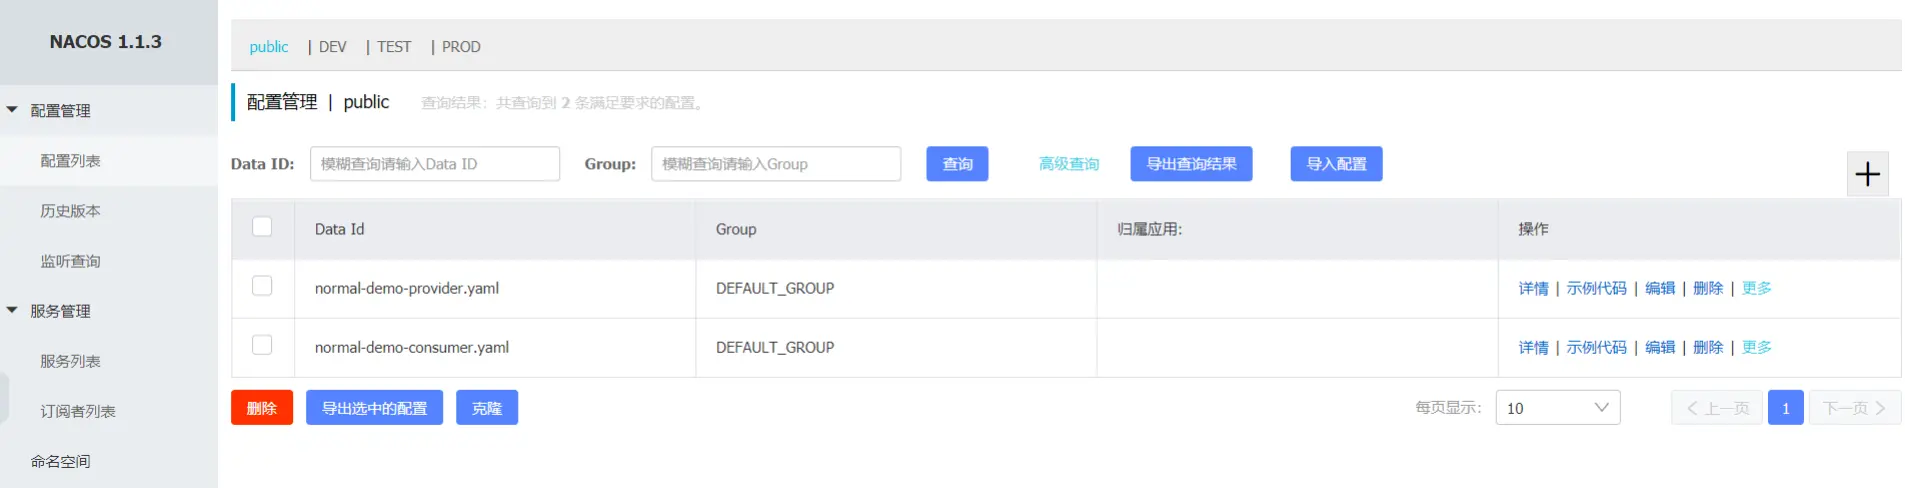 NACOS 1.1.3
配置管理
配置列表
历史版本
监听查询
服务管理
服务列表
订阅者列表
命名空间
public | DEV | TEST | PROD
配置管理 | public 查询结果：共查询到 2 条满足要求的配置。
Data ID: 模糊查询请输入Data ID Group: 模糊查询请输入Group 查询 高级查询 导出查询结果 导入配置
Data Id Group 归属应用: 操作
normal-demo-provider.yaml DEFAULT_GROUP 详情 | 示例代码 | 编辑 | 删除 | 更多
normal-demo-consumer.yaml DEFAULT_GROUP 详情 | 示例代码 | 编辑 | 删除 | 更多
删除 导出选中的配置 克隆 每页显示： 10 上一页 1 下一页